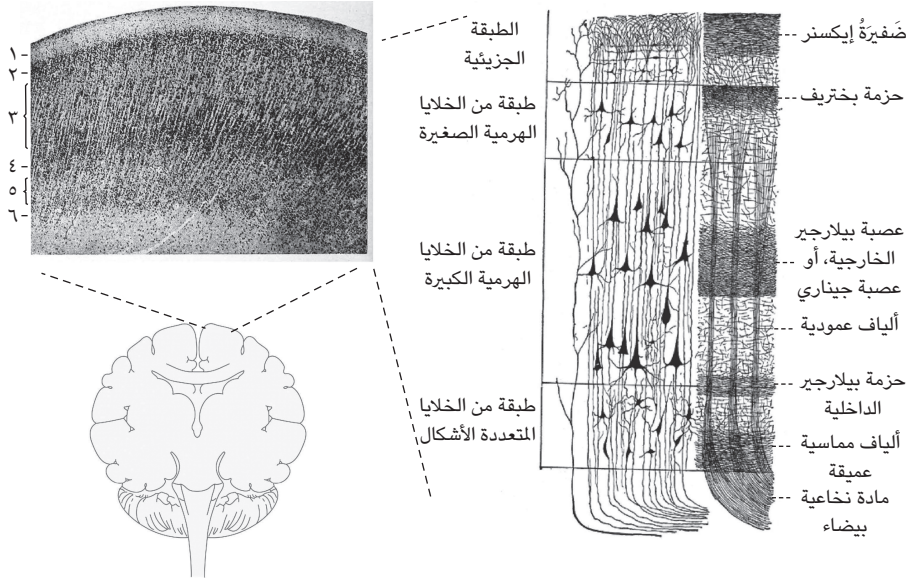 ١
٢
٣
٤
٥
٦
الطبقة
الجزيئية
طبقة من الخلايا
الهرمية الصغيرة
طبقة من الخلايا
الهرمية الكبيرة
طبقة من الخلايا
المتعددة الأشكال
ضَفيرَةُ إيكسنر
حزمة بختريف
عصبة بيلارجير
الخارجية، أو
عصبة جيناري
ألياف عمودية
حزمة بيلارجير
الداخلية
ألياف مماسية
عميقة
مادة نخاعية
بيضاء